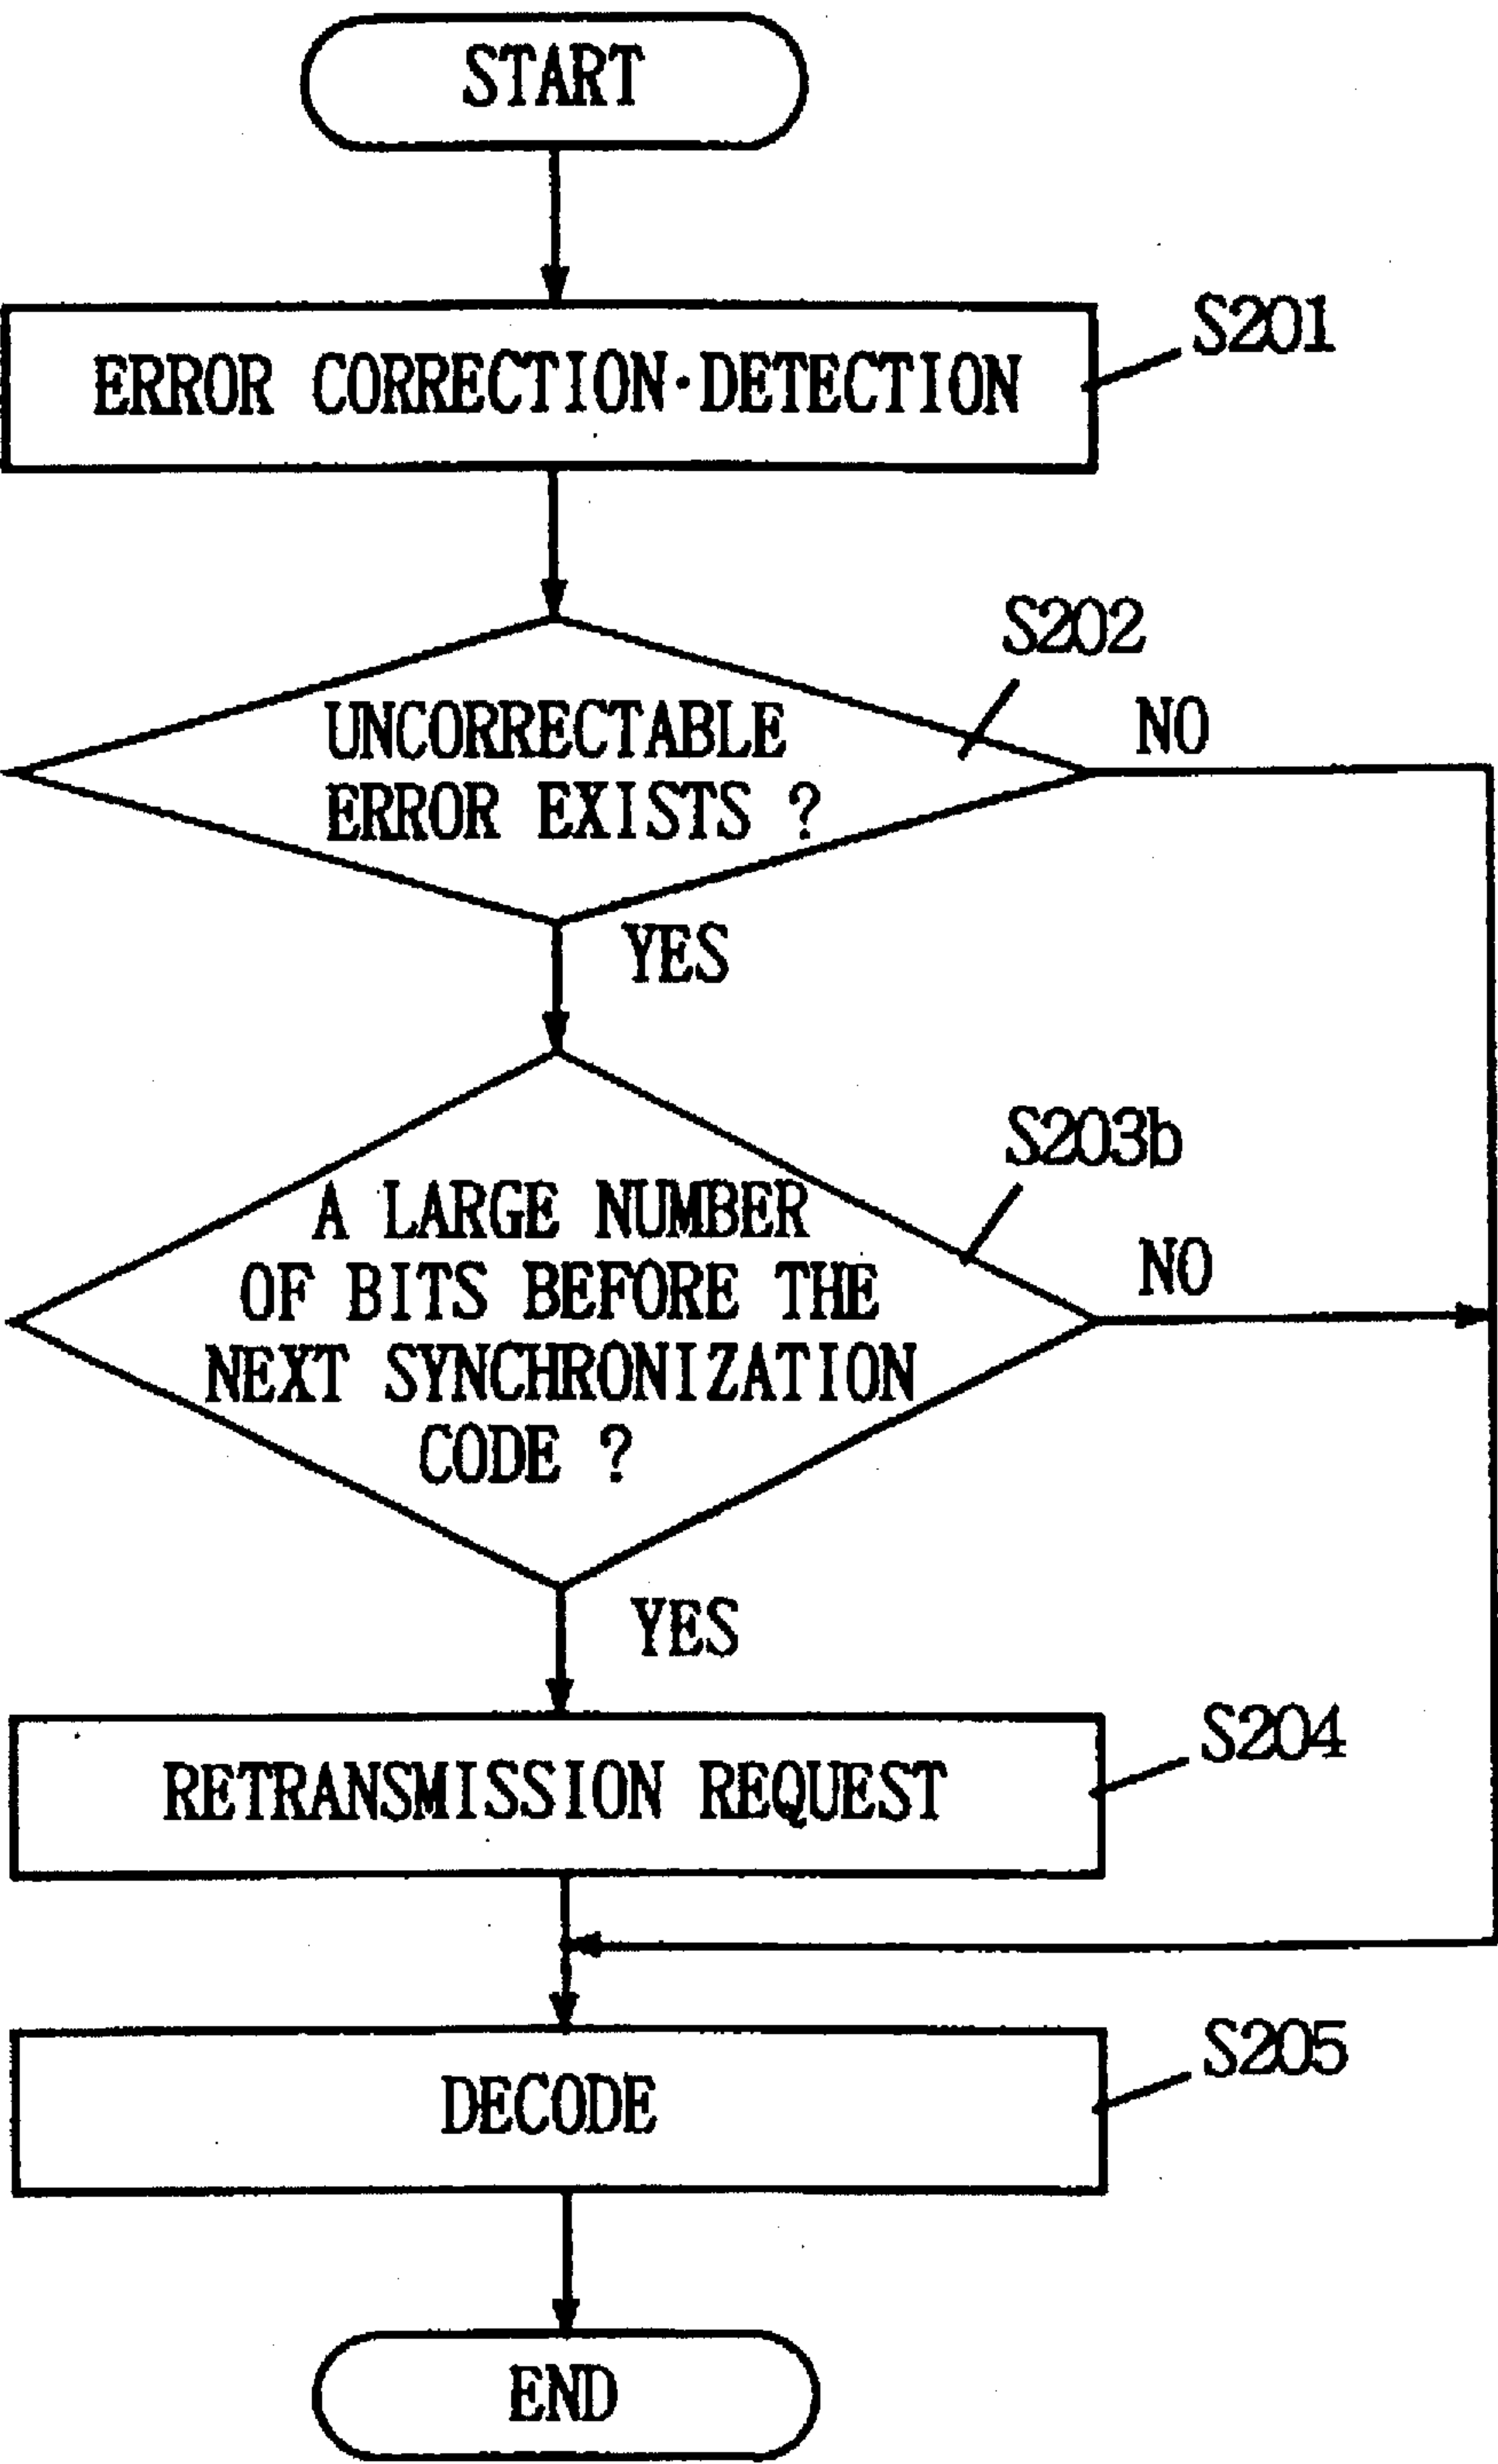 START
ERROR CORRECTION·DETECTION
S201
S202
UNCORRECTABLE
ERROR EXISTS ?
NO
YES
S203b
A LARGE NUMBER
OF BITS BEFORE THE
NEXT SYNCHRONIZATION
CODE ?
NO
YES
RETRANSMISSION REQUEST
S204
DECODE
S205
END